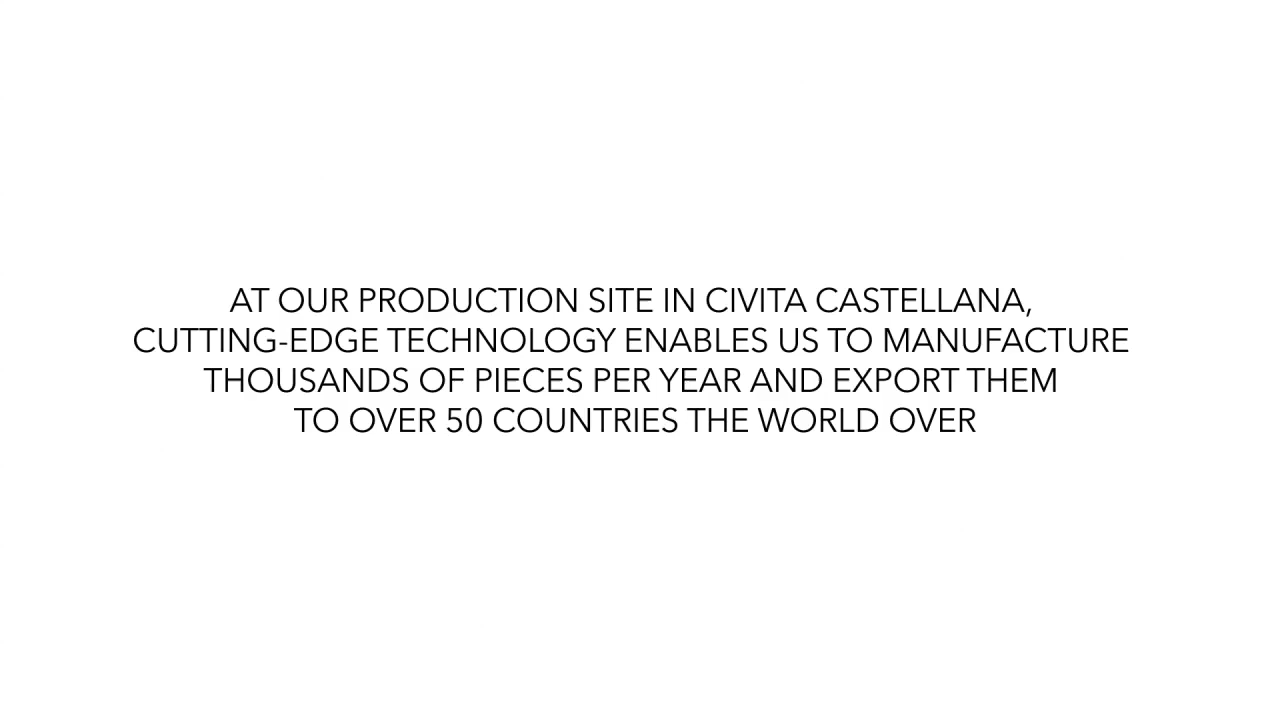 AT OUR PRODUCTION SITE IN CIVITA CASTELLANA,
CUTTING-EDGE TECHNOLOGY ENABLES US TO MANUFACTURE
THOUSANDS OF PIECES PER YEAR AND EXPORT THEM
TO OVER 50 COUNTRIES THE WORLD OVER